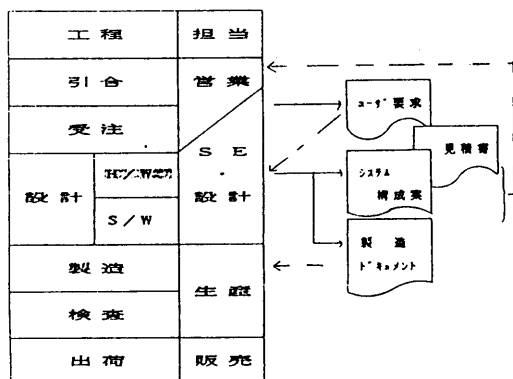 工程 担当
引合 営業
受注
ＳＥ
設計 設計
Ｓ／Ｗ
製造 生産
検査
出荷 販売
ユーザ要求
見積書
システム
構成案
製造
ドキュメント